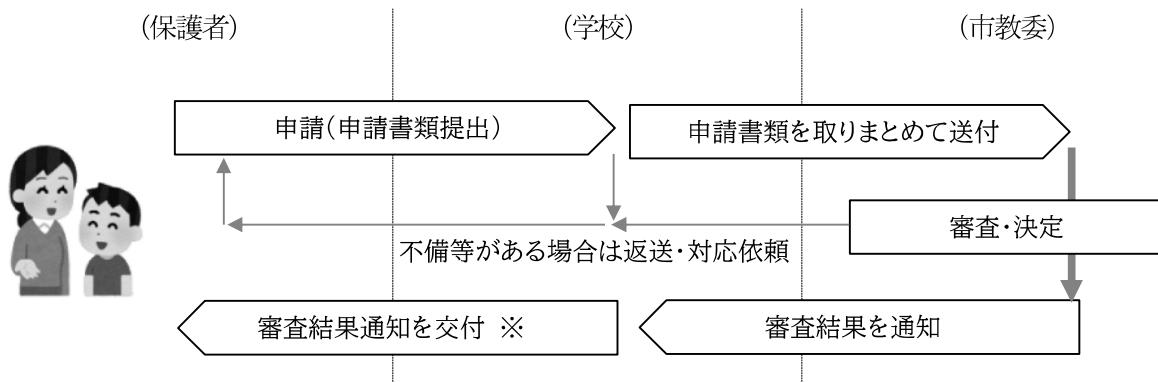 （保護者）
（学校）
（市教委）
申請（申請書類提出）
申請書類を取りまとめて送付
審査・決定
不備等がある場合は返送・対応依頼
審査結果通知を交付 ※
審査結果を通知